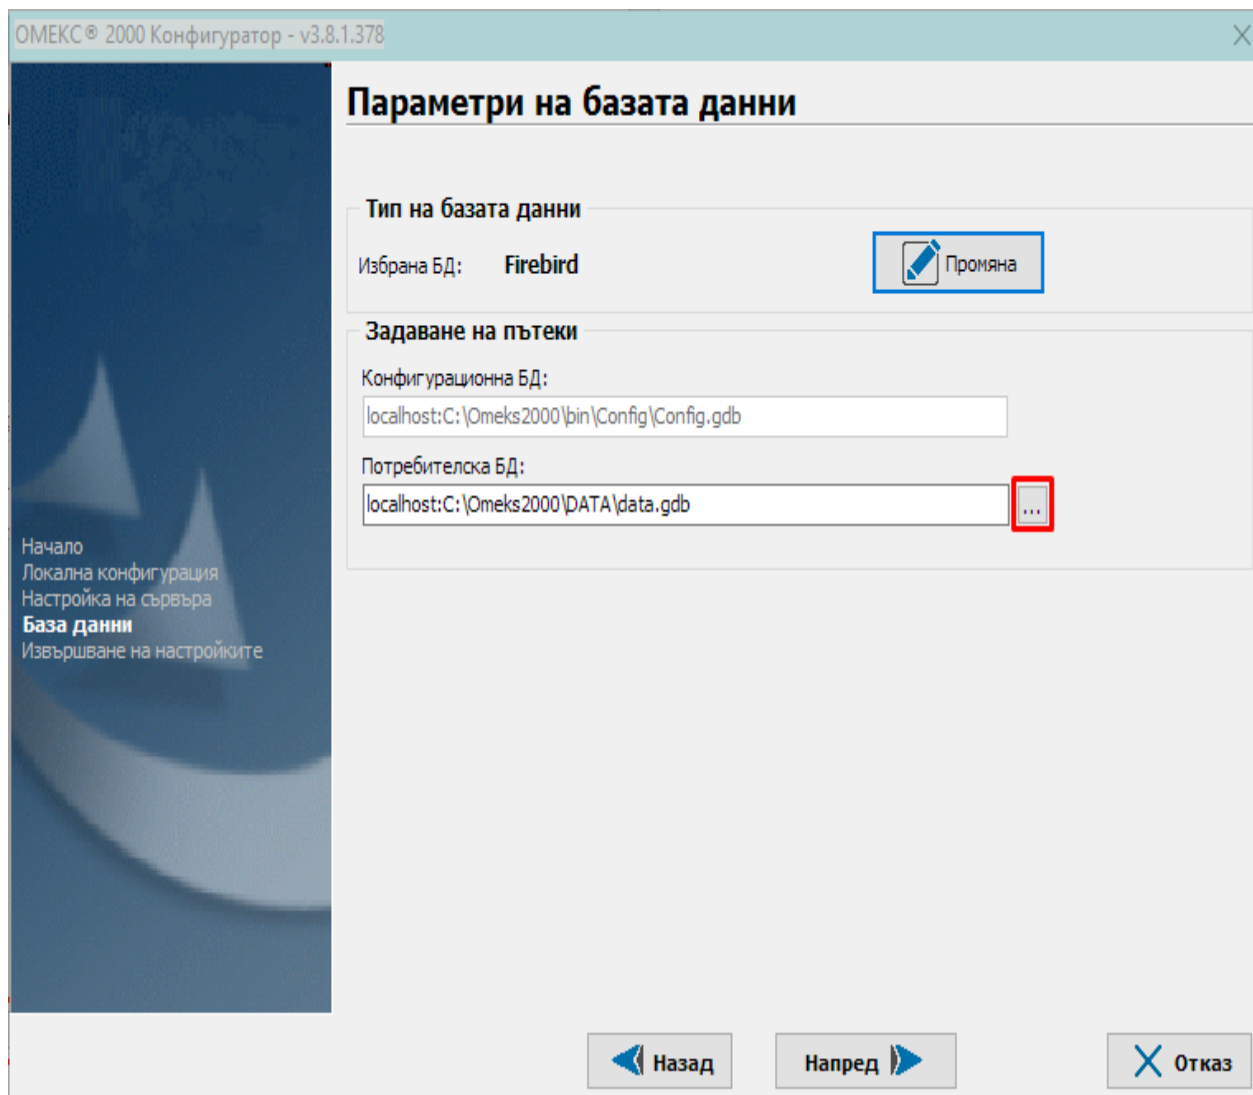 ОМЕКС® 2000 Конфигуратор - v3.8.1.378
Параметри на базата данни
Тип на базата данни
Избрана БД: Firebird
Промяна
Задаване на пътеки
Конфигурационна БД:
localhost:C:\Omeks2000\bin\Config\Config.gdb
Потребителска БД:
localhost:C:\Omeks2000\DATA\data.gdb
...
Начало
Локална конфигурация
Настройка на сървъра
База данни
Извършване на настройките
Назад
Напред
Отказ